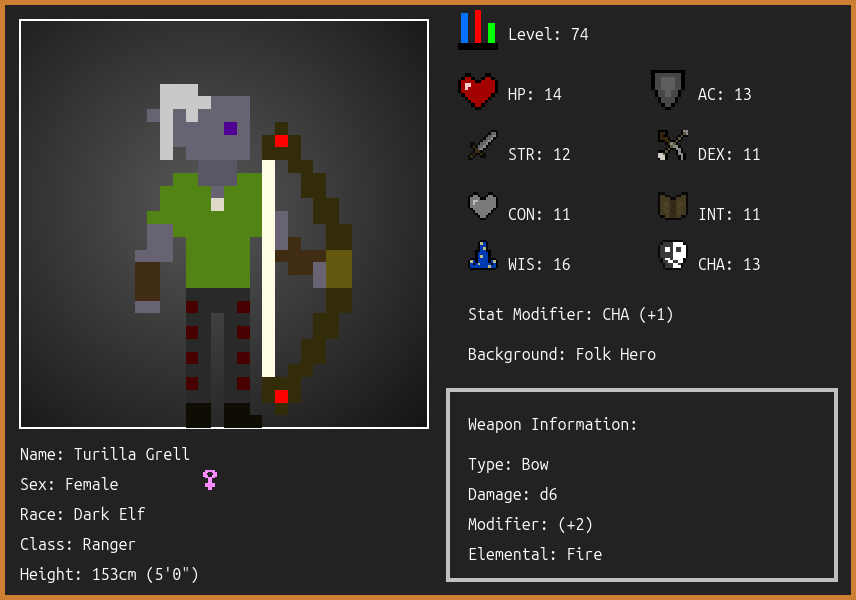 Level: 74
HP: 14
AC: 13
STR: 12
DEX: 11
CON: 11
INT: 11
WIS: 16
CHA: 13
Stat Modifier: CHA (+1)
Background: Folk Hero
Weapon Information:
Type: Bow
Damage: d6
Modifier: (+2)
Elemental: Fire
Name: Turilla Grell
Sex: Female
Race: Dark Elf
Class: Ranger
Height: 153cm (5'0")